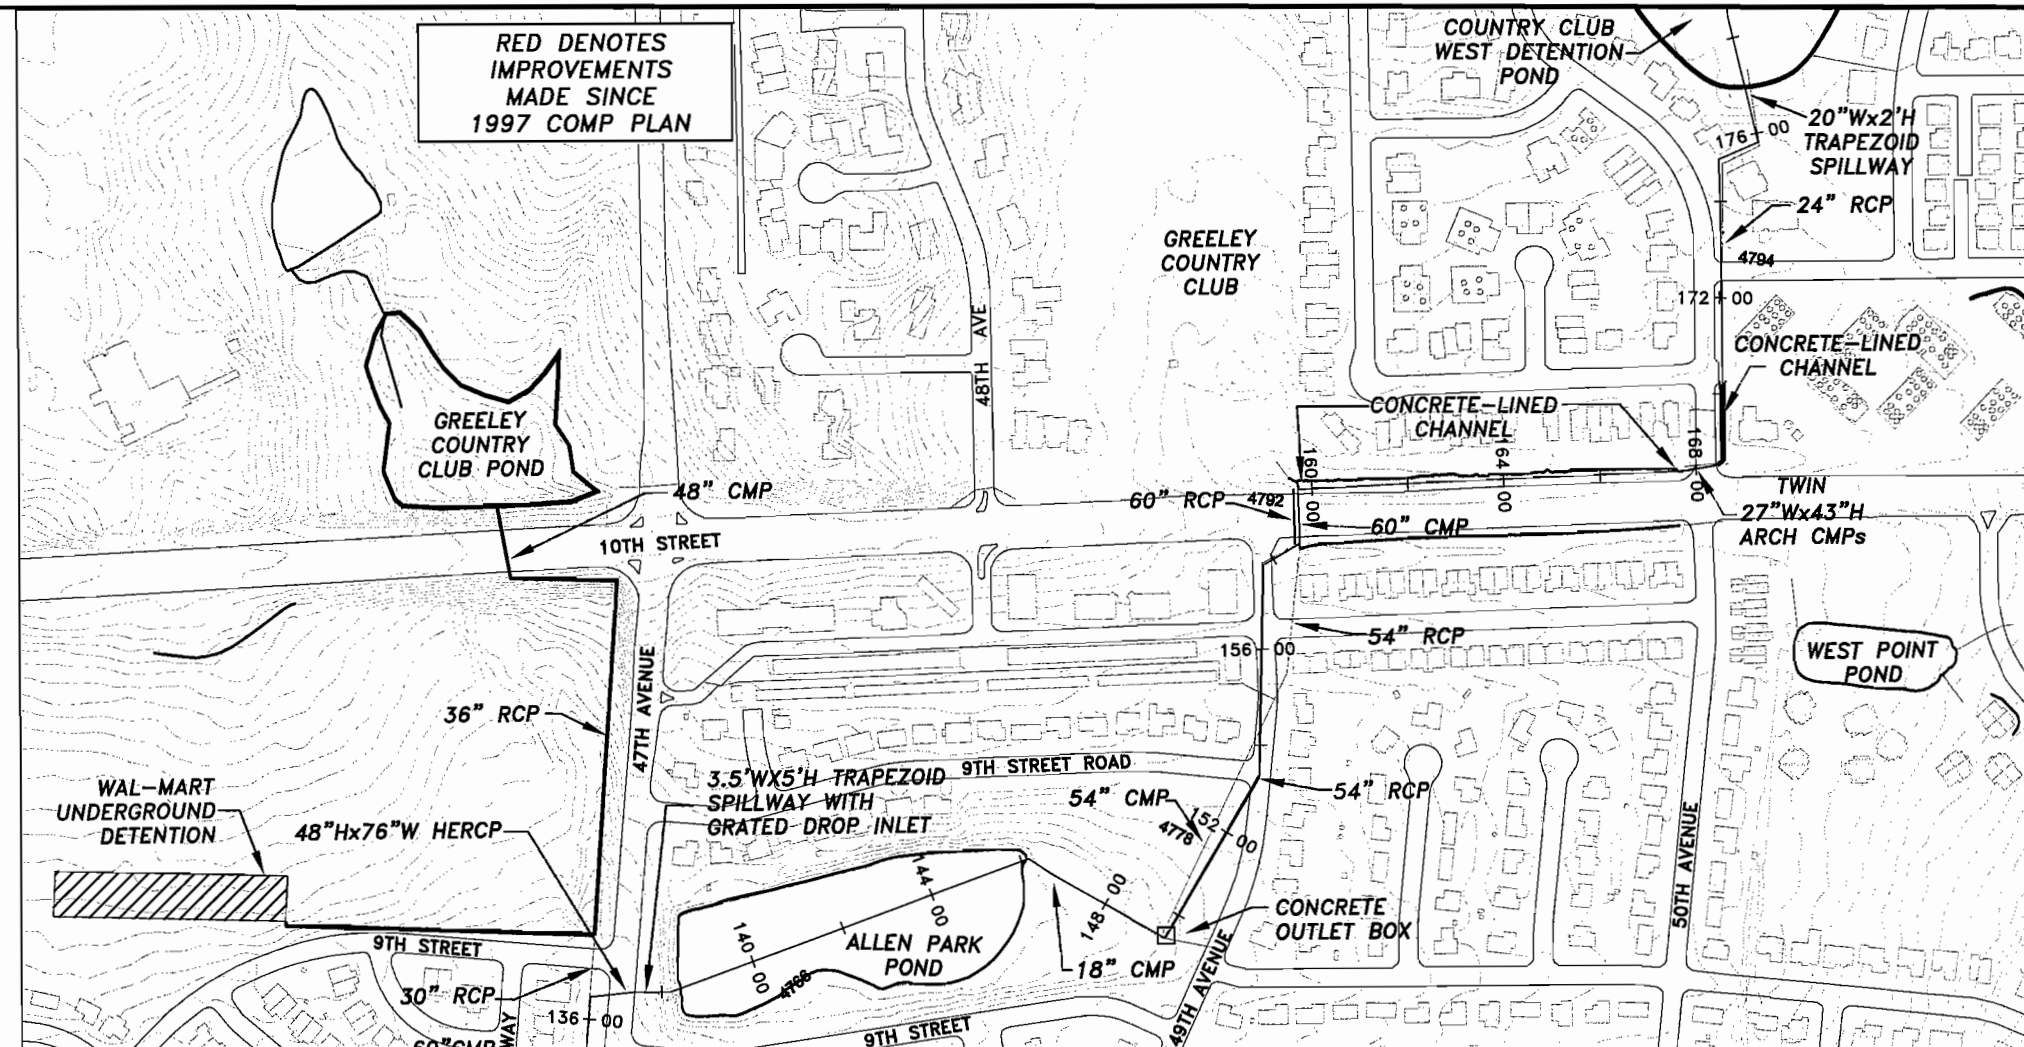 RED DENOTES
IMPROVEMENTS
MADE SINCE
1997 COMP PLAN
COUNTRY CLUB
WEST DETENTION
POND
20"Wx2'H
TRAPEZOID
SPILLWAY
176+00
24" RCP
4794
172+00
GREELEY
COUNTRY
CLUB
48TH AVE
CONCRETE-LINED
CHANNEL
CONCRETE-LINED
CHANNEL
GREELEY
COUNTRY
CLUB POND
48" CMP
10TH STREET
60" RCP
4792
160+00
164+00
168+00
60" CMP
TWIN
27"Wx43"H
ARCH CMPs
54" RCP
156+00
WEST POINT
POND
36" RCP
47TH AVENUE
9TH STREET ROAD
3.5'WX5'H TRAPEZOID
SPILLWAY WITH
GRATED DROP INLET
54" CMP
54" RCP
4778
152+00
WAL-MART
UNDERGROUND
DETENTION
48"Hx76"W HERCP
144+00
148+00
140+00
ALLEN PARK
POND
4766
CONCRETE
OUTLET BOX
50TH AVENUE
18" CMP
9TH STREET
30" RCP
136+00
49TH AVENUE
9TH STREET
60"CMP
WAY